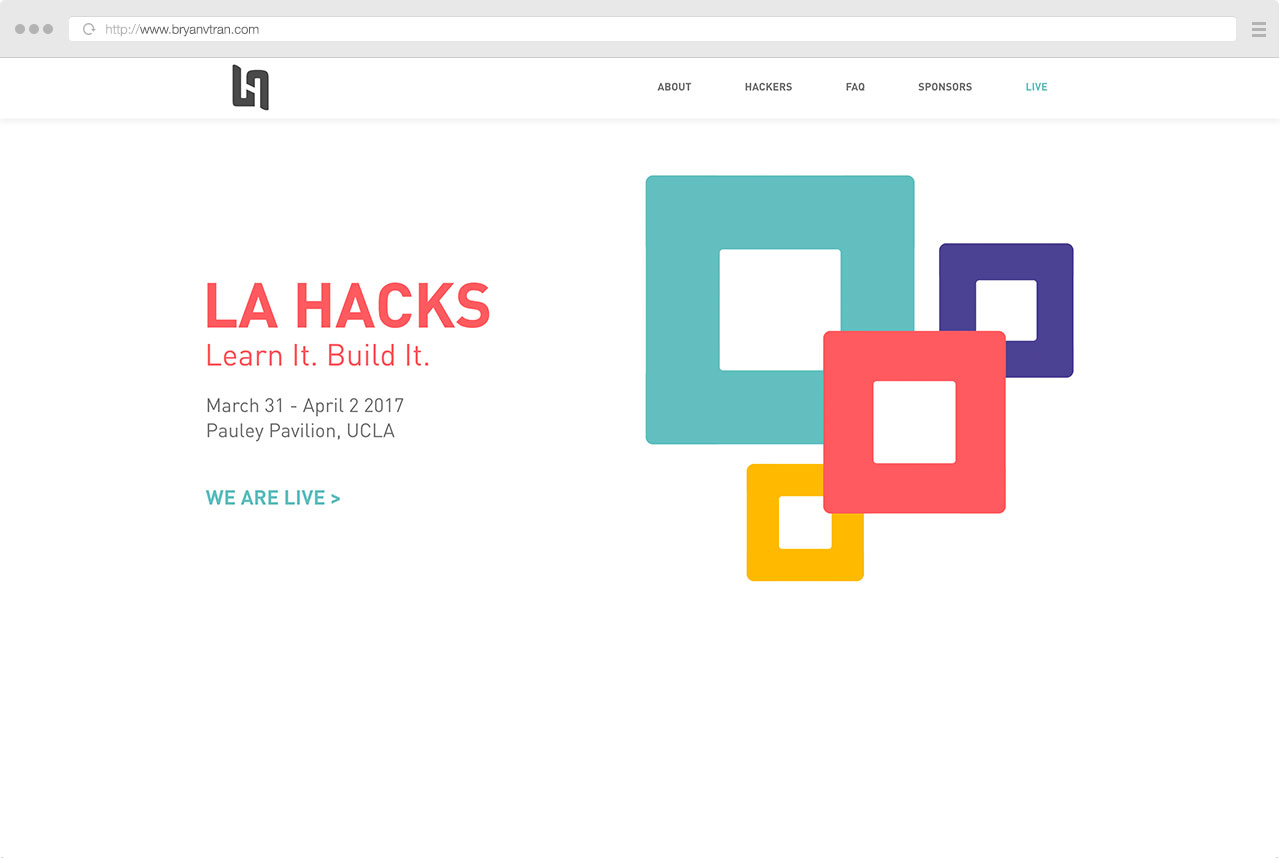 http://www.bryanvtran.com
ABOUT HACKERS FAQ SPONSORS LIVE
LA HACKS
Learn It. Build It.
March 31 - April 2 2017
Pauley Pavilion, UCLA
WE ARE LIVE >